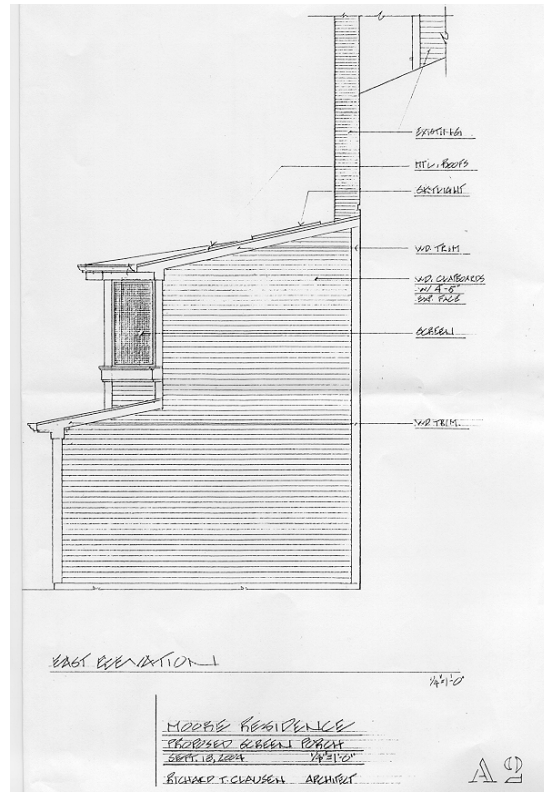 EXISTING
MTL. ROOFS
SKYLIGHT
WD. TRIM
WD. CLAPBOARDS
W/ 4-5"
EXP. FACE
SCREEN
WD. TRIM
EAST ELEVATION
1/4"=1'-0"
MOORE RESIDENCE
PROPOSED SCREEN PORCH
SEPT. 18, 2004 1/4"=1'-0"
RICHARD T. CLAUSEN ARCHITECT
A2